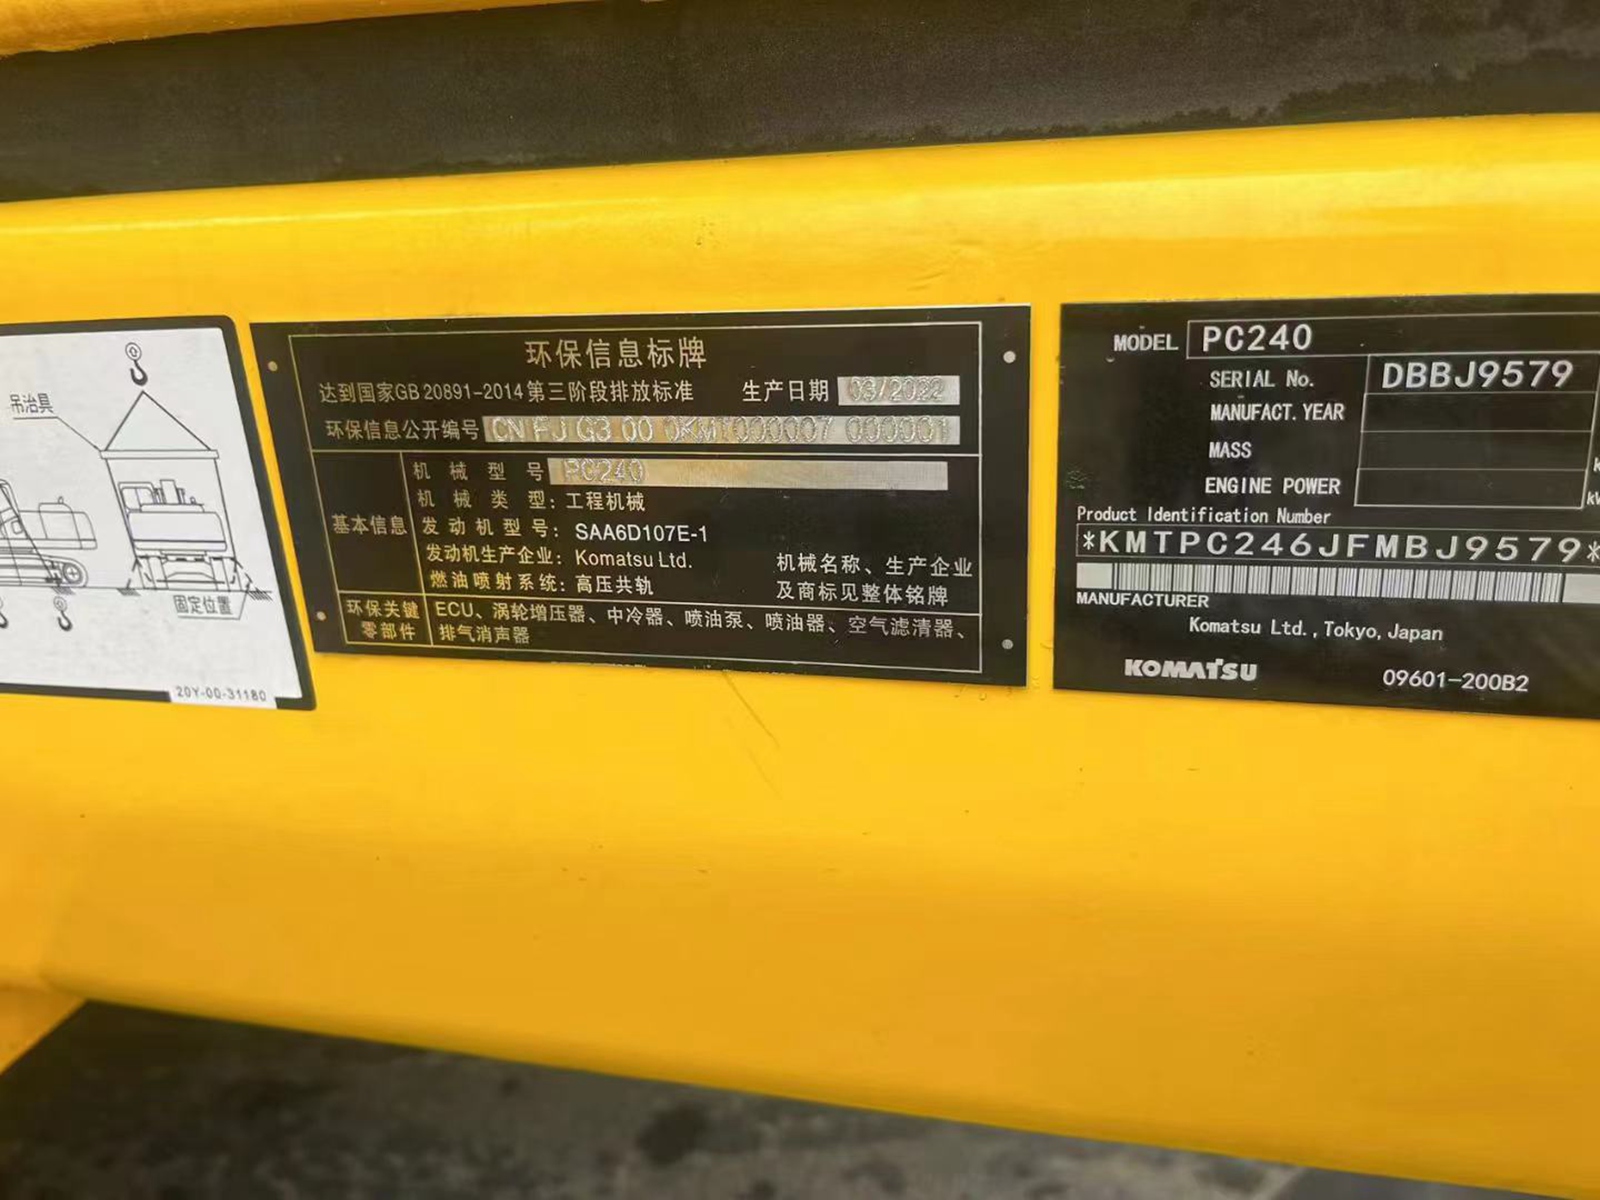 吊治具
固定位置
20Y-00-31180
环保信息标牌
达到国家GB 20891-2014 第三阶段排放标准 生产日期 03/2022
环保信息公开编号 CN FJ G3 00 0KMT000007 000001
基本信息
机械型号 PC240
机械类型: 工程机械
发动机型号: SAA6D107E-1
发动机生产企业: Komatsu Ltd.
燃油喷射系统: 高压共轨
机械名称、生产企业
及商标见整体铭牌
环保关键
零部件
ECU、涡轮增压器、中冷器、喷油泵、喷油器、空气滤清器、
排气消声器
MODEL PC240
SERIAL No. DBBJ9579
MANUFACT. YEAR
MASS
ENGINE POWER
Product Identification Number
*KMTPC246JFMBJ9579*
MANUFACTURER
Komatsu Ltd., Tokyo, Japan
KOMATSU 09601-200B2